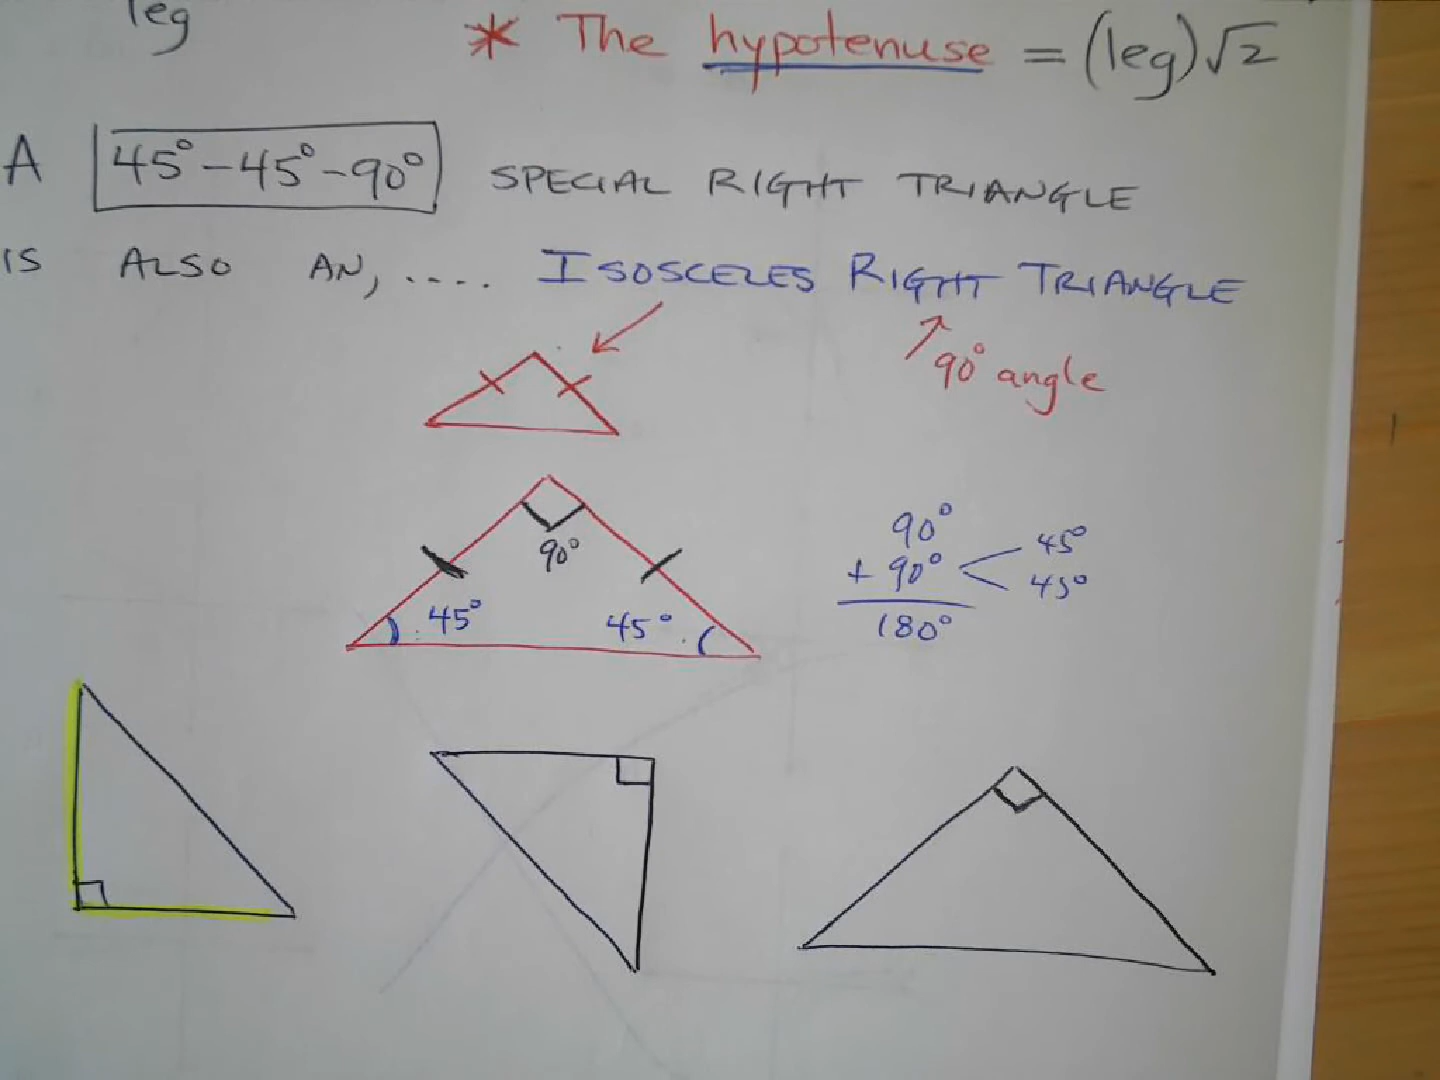 leg
* The hypotenuse = (leg)√2
A 45°-45°-90° SPECIAL RIGHT TRIANGLE
IS ALSO AN, .... ISOSCELES RIGHT TRIANGLE
90° angle
90°
45° 45°
90°
+ 90° 45°
45°
180°